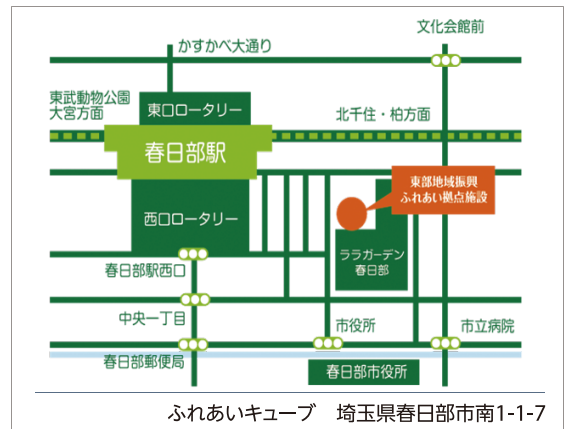 文化会館前
かすかべ大通り
東武動物公園
大宮方面
東口ロータリー
北千住・柏方面
春日部駅
東部地域振興
ふれあい拠点施設
西口ロータリー
ララガーデン
春日部
春日部駅西口
中央一丁目
市役所
市立病院
春日部郵便局
春日部市役所
ふれあいキューブ　埼玉県春日部市南1-1-7